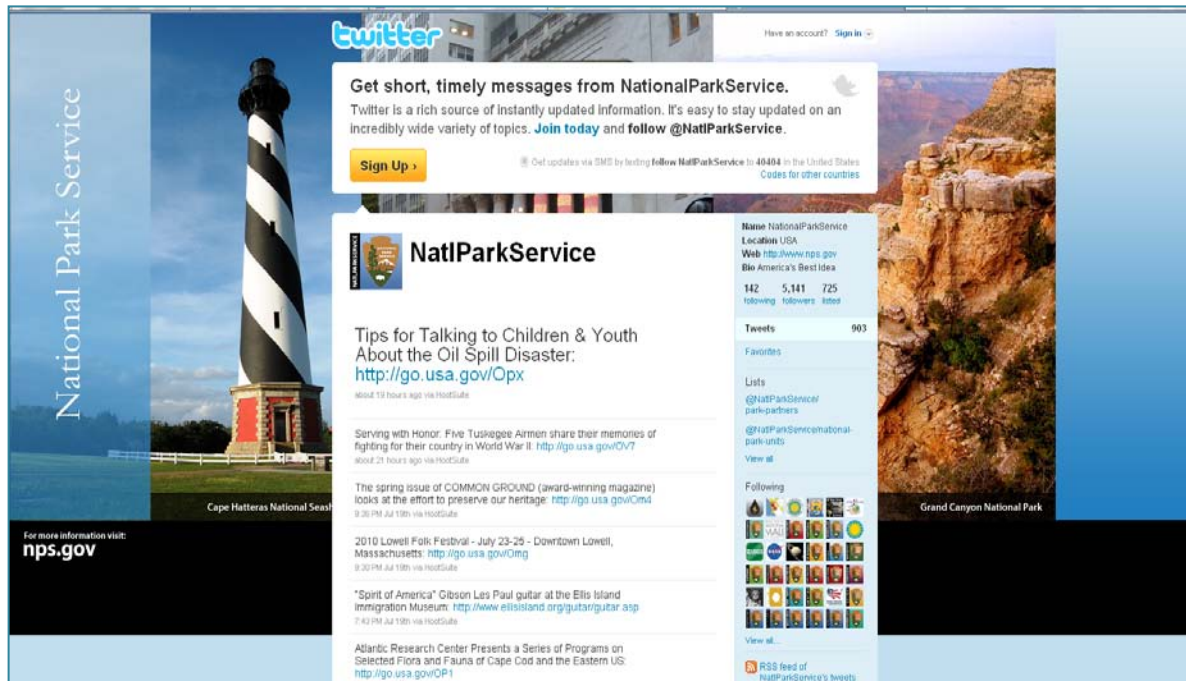 National Park Service
twitter
Have an account? Sign in
Get short, timely messages from NationalParkService.
Twitter is a rich source of instantly updated information. It's easy to stay updated on an
incredibly wide variety of topics. Join today and follow @NatlParkService.
Sign Up ›
Get updates via SMS by texting follow NatlParkService to 40404 in the United States
Codes for other countries
NatlParkService
Tips for Talking to Children & Youth
About the Oil Spill Disaster:
http://go.usa.gov/Opx
about 19 hours ago via HootSuite
Serving with Honor: Five Tuskegee Airmen share their memories of
fighting for their country in World War II: http://go.usa.gov/OV7
about 21 hours ago via HootSuite
The spring issue of COMMON GROUND (award-winning magazine)
looks at the effort to preserve our heritage: http://go.usa.gov/Om4
PM Jul 19th via HootSuite
2010 Lowell Folk Festival - July 23-25 - Downtown Lowell,
Massachusetts: http://go.usa.gov/Omg
PM Jul 19th via HootSuite
"Spirit of America" Gibson Les Paul guitar at the Ellis Island
Immigration Museum: http://www.ellisisland.org/guitar/guitar.asp
7:43 PM Jul 19th via HootSuite
Atlantic Research Center Presents a Series of Programs on
Selected Flora and Fauna of Cape Cod and the Eastern US:
http://go.usa.gov/OP1
Name NationalParkService
Location USA
Web http://www.nps.gov
Bio America's Best Idea
142 5,141 725
following followers listed
Tweets 903
Favorites
Lists
@NatlParkService/
park-partners
@NatlParkService/national-
park-units
View all
Following
View all...
RSS feed of
NatlParkService's tweets
Cape Hatteras National Seash
Grand Canyon National Park
For more information visit:
nps.gov